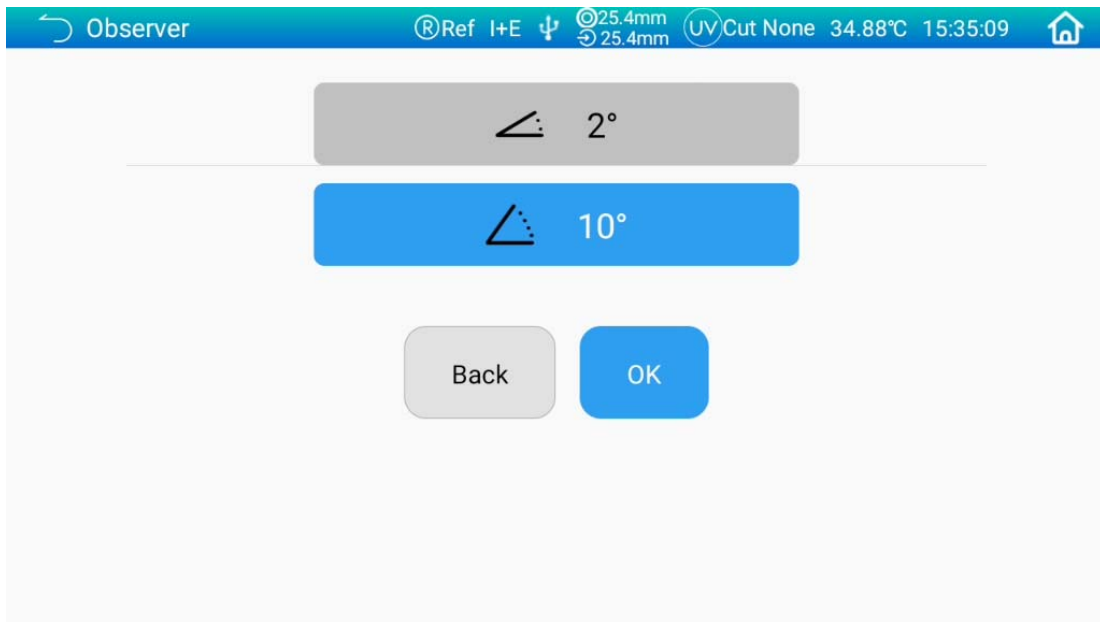 Observer ®Ref I+E 25.4mm 25.4mm UV Cut None 34.88℃ 15:35:09
2°
10°
Back OK